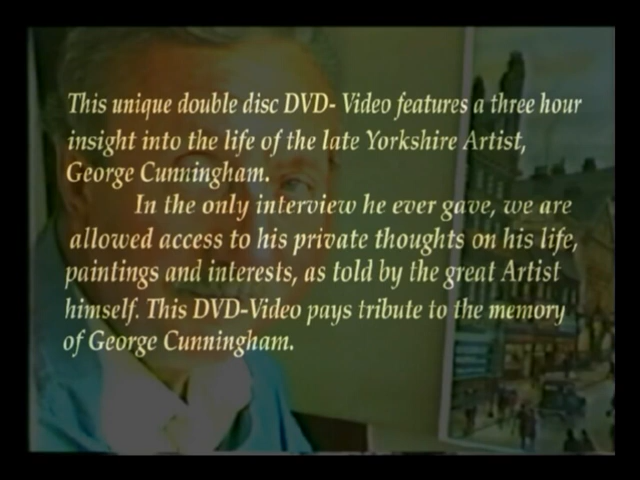 This unique double disc DVD- Video features a three hour
insight into the life of the late Yorkshire Artist,
George Cunningham.
In the only interview he ever gave, we are
allowed access to his private thoughts on his life,
paintings and interests, as told by the great Artist
himself. This DVD-Video pays tribute to the memory
of George Cunningham.